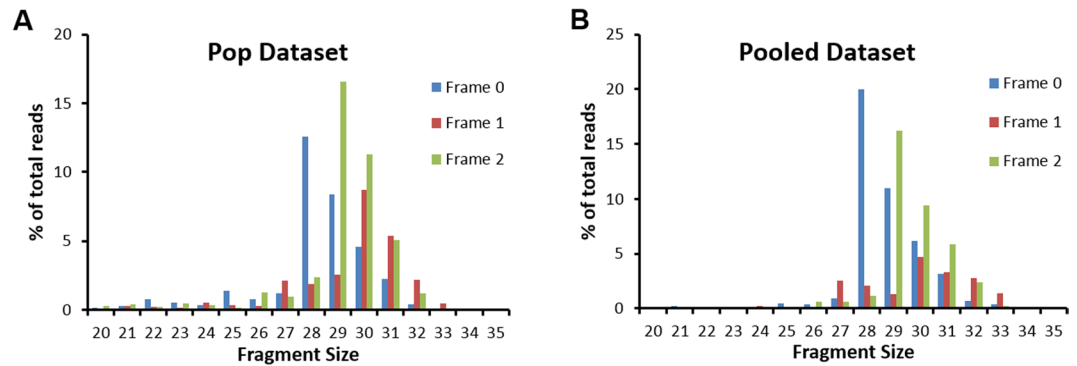 A
Pop Dataset
% of total reads
20
15
10
5
0
Frame 0
Frame 1
Frame 2
20 21 22 23 24 25 26 27 28 29 30 31 32 33 34 35
Fragment Size
B
Pooled Dataset
% of total reads
25
20
15
10
5
0
Frame 0
Frame 1
Frame 2
20 21 22 23 24 25 26 27 28 29 30 31 32 33 34 35
Fragment Size